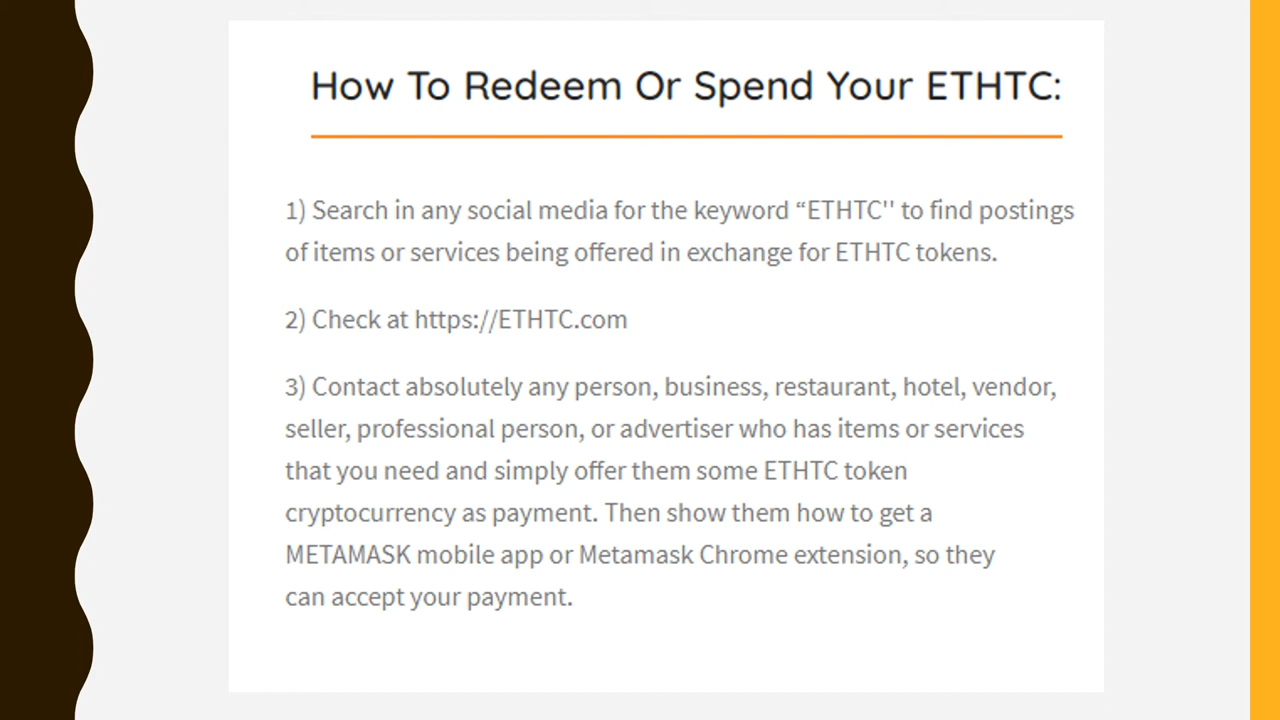 How To Redeem Or Spend Your ETHTC:
1) Search in any social media for the keyword “ETHTC'' to find postings
of items or services being offered in exchange for ETHTC tokens.
2) Check at https://ETHTC.com
3) Contact absolutely any person, business, restaurant, hotel, vendor,
seller, professional person, or advertiser who has items or services
that you need and simply offer them some ETHTC token
cryptocurrency as payment. Then show them how to get a
METAMASK mobile app or Metamask Chrome extension, so they
can accept your payment.